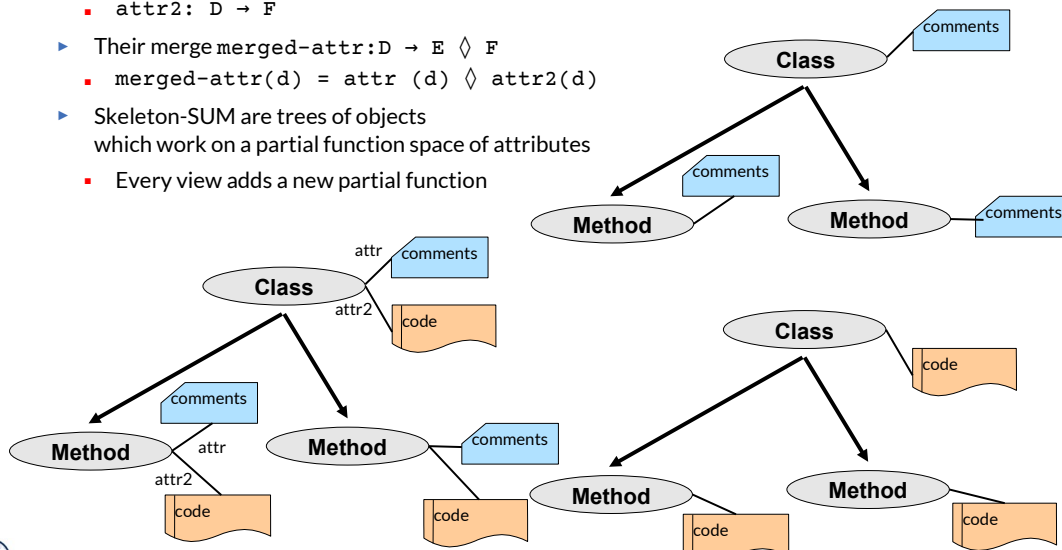 ▪ attr2: D → F
► Their merge merged-attr:D → E ◊ F
▪ merged-attr(d) = attr (d) ◊ attr2(d)
► Skeleton-SUM are trees of objects
which work on a partial function space of attributes
▪ Every view adds a new partial function
comments
Class
comments
Method
Method
comments
attr
comments
Class
attr2
code
comments
Method
attr
attr2
code
Method
comments
code
Class
code
Method
code
Method
code